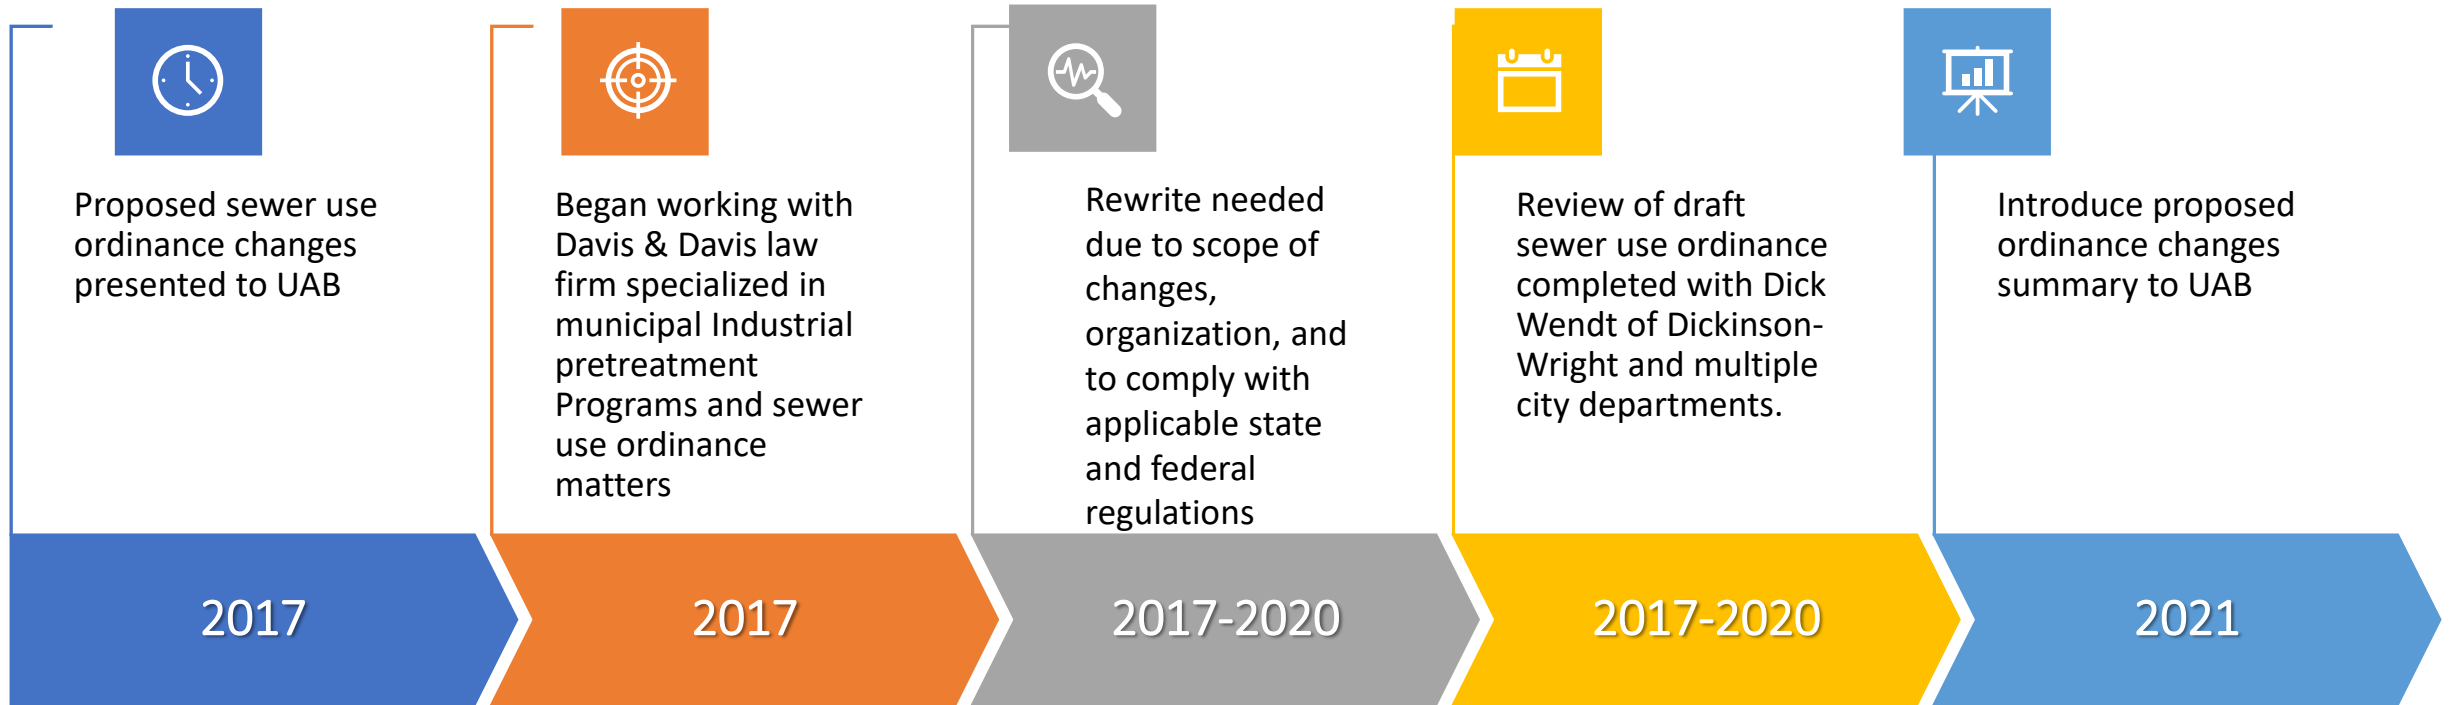 Proposed sewer use
ordinance changes
presented to UAB
Began working with
Davis & Davis law
firm specialized in
municipal Industrial
pretreatment
Programs and sewer
use ordinance
matters
Rewrite needed
due to scope of
changes,
organization, and
to comply with
applicable state
and federal
regulations
Review of draft
sewer use ordinance
completed with Dick
Wendt of Dickinson-
Wright and multiple
city departments.
Introduce proposed
ordinance changes
summary to UAB
2017
2017
2017-2020
2017-2020
2021